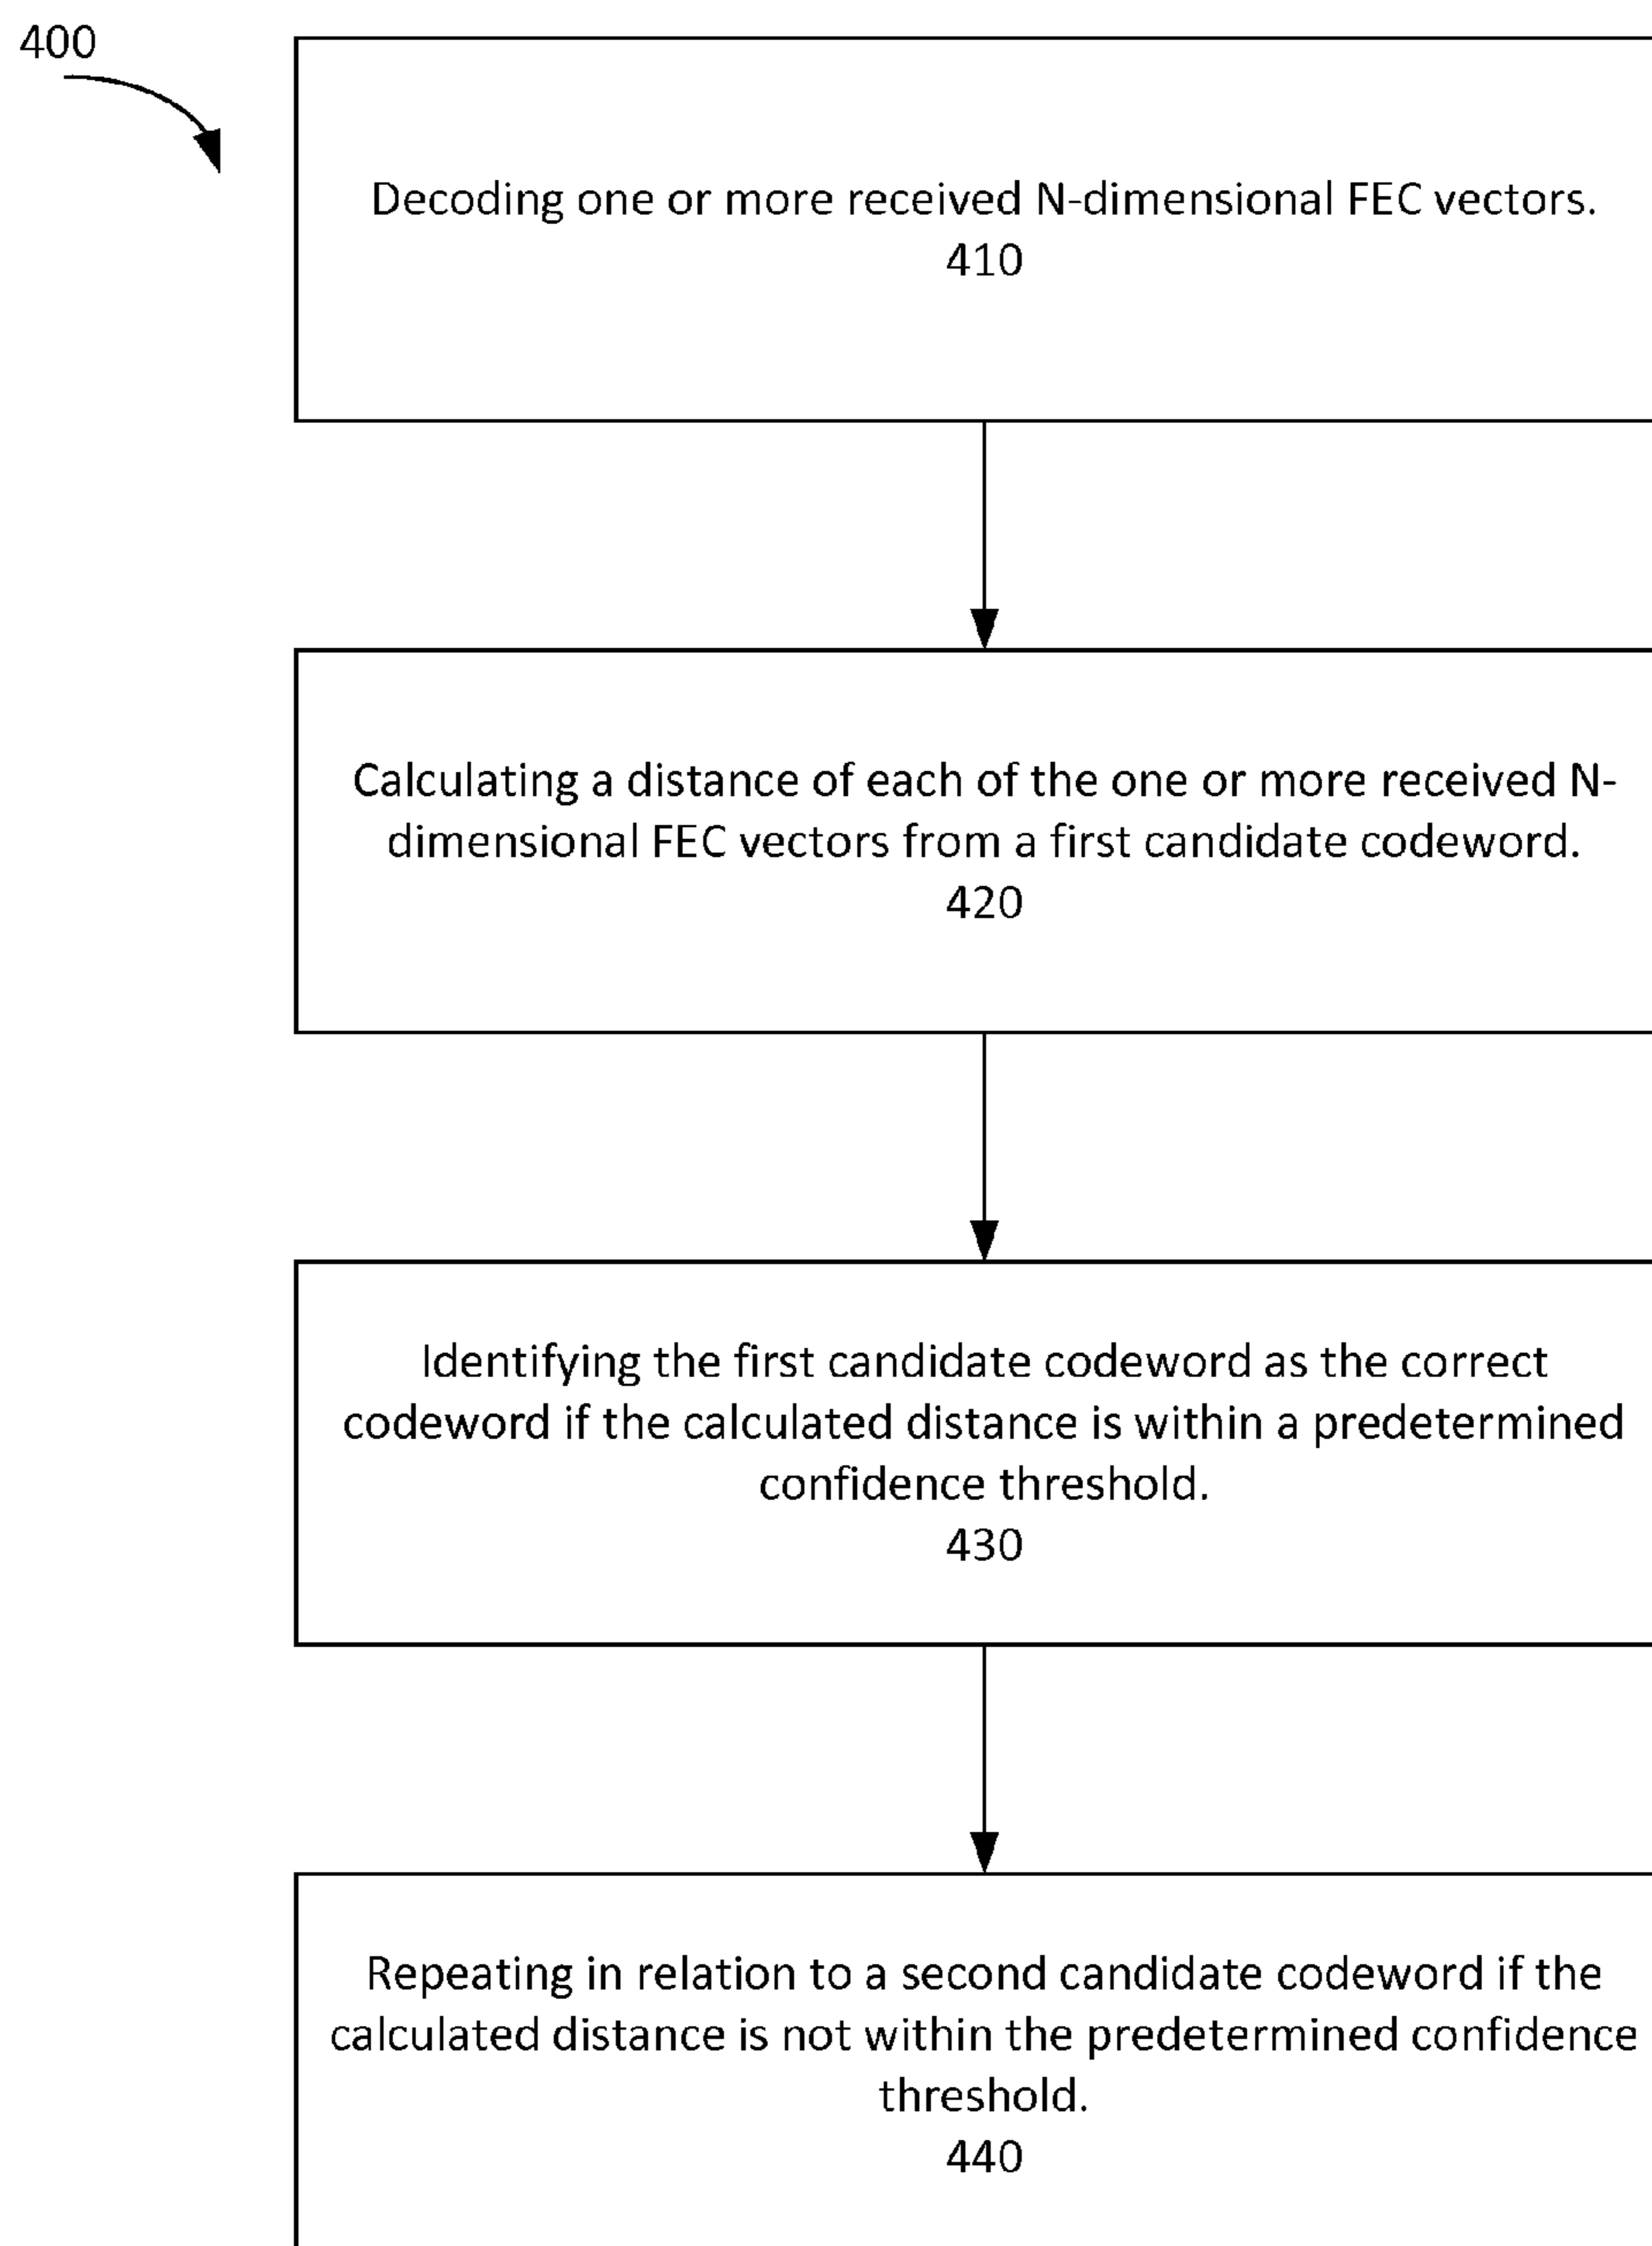 400
Decoding one or more received N-dimensional FEC vectors.
410
Calculating a distance of each of the one or more received N-
dimensional FEC vectors from a first candidate codeword.
420
Identifying the first candidate codeword as the correct
codeword if the calculated distance is within a predetermined
confidence threshold.
430
Repeating in relation to a second candidate codeword if the
calculated distance is not within the predetermined confidence
threshold.
440